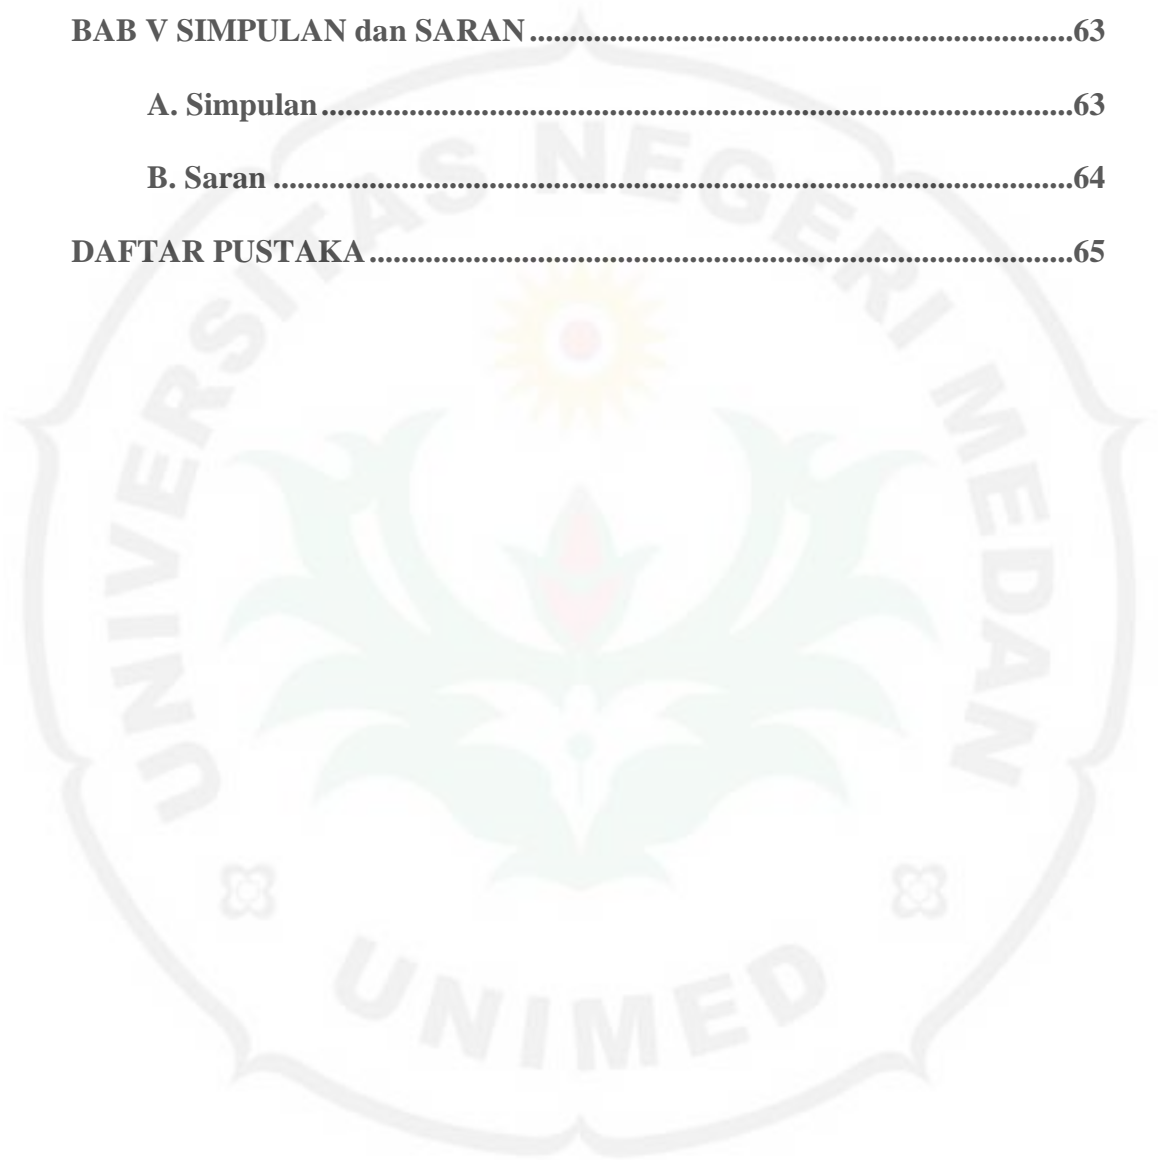 BAB V SIMPULAN dan SARAN....................................................................63
A. Simpulan..............................................................................................63
B. Saran ....................................................................................................64
DAFTAR PUSTAKA........................................................................................65
UNIVERSITAS NEGERI MEDAN
UNIMED